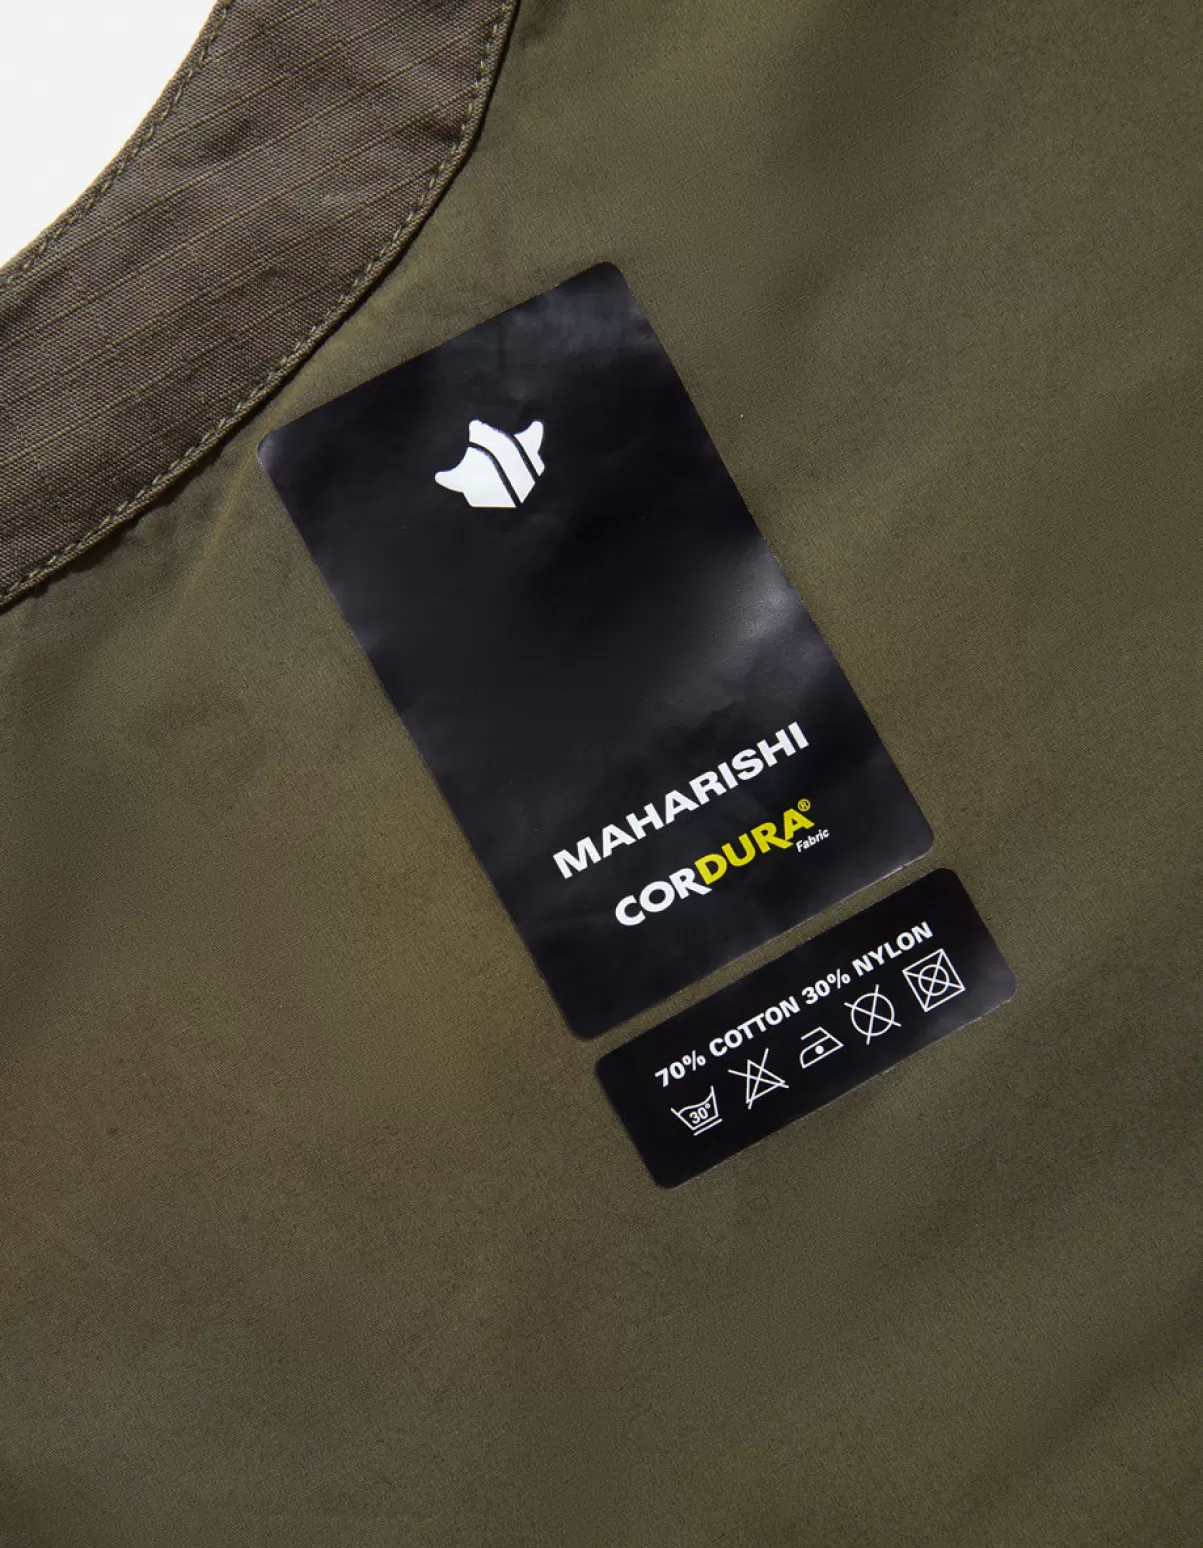 MAHARISHI
CORDURA®
Fabric
70% COTTON 30% NYLON
30°